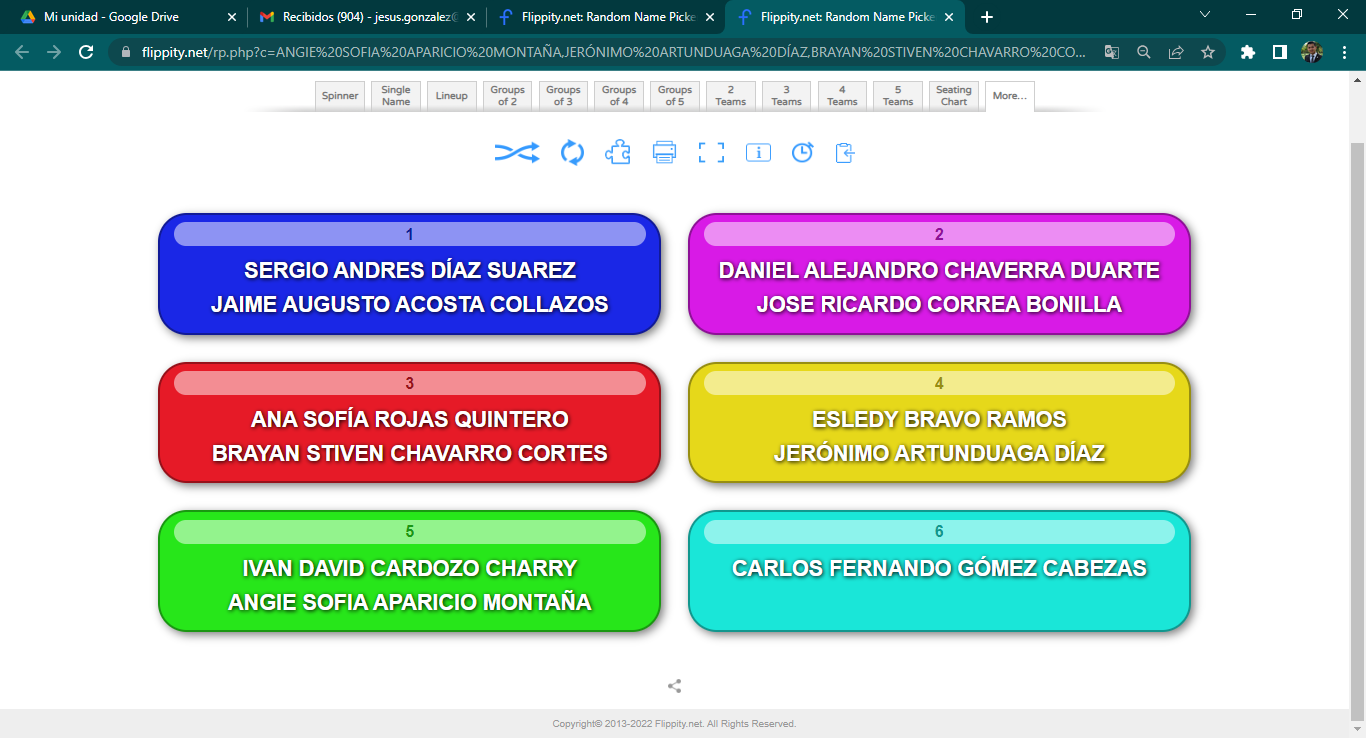 Mi unidad - Google Drive
Recibidos (904) - jesus.gonzalez@
Flippity.net: Random Name Picke
Flippity.net: Random Name Picke
flippity.net/rp.php?c=ANGIE%20SOFIA%20APARICIO%20MONTAÑA,JERÓNIMO%20ARTUNDUAGA%20DÍAZ,BRAYAN%20STIVEN%20CHAVARRO%20CO...
Spinner
Single
Name
Lineup
Groups
of 2
Groups
of 3
Groups
of 4
Groups
of 5
2
Teams
3
Teams
4
Teams
5
Teams
Seating
Chart
More...
1
SERGIO ANDRES DÍAZ SUAREZ
JAIME AUGUSTO ACOSTA COLLAZOS
2
DANIEL ALEJANDRO CHAVERRA DUARTE
JOSE RICARDO CORREA BONILLA
3
ANA SOFÍA ROJAS QUINTERO
BRAYAN STIVEN CHAVARRO CORTES
4
ESLEDY BRAVO RAMOS
JERÓNIMO ARTUNDUAGA DÍAZ
5
IVAN DAVID CARDOZO CHARRY
ANGIE SOFIA APARICIO MONTAÑA
6
CARLOS FERNANDO GÓMEZ CABEZAS
Copyright© 2013-2022 Flippity.net. All Rights Reserved.